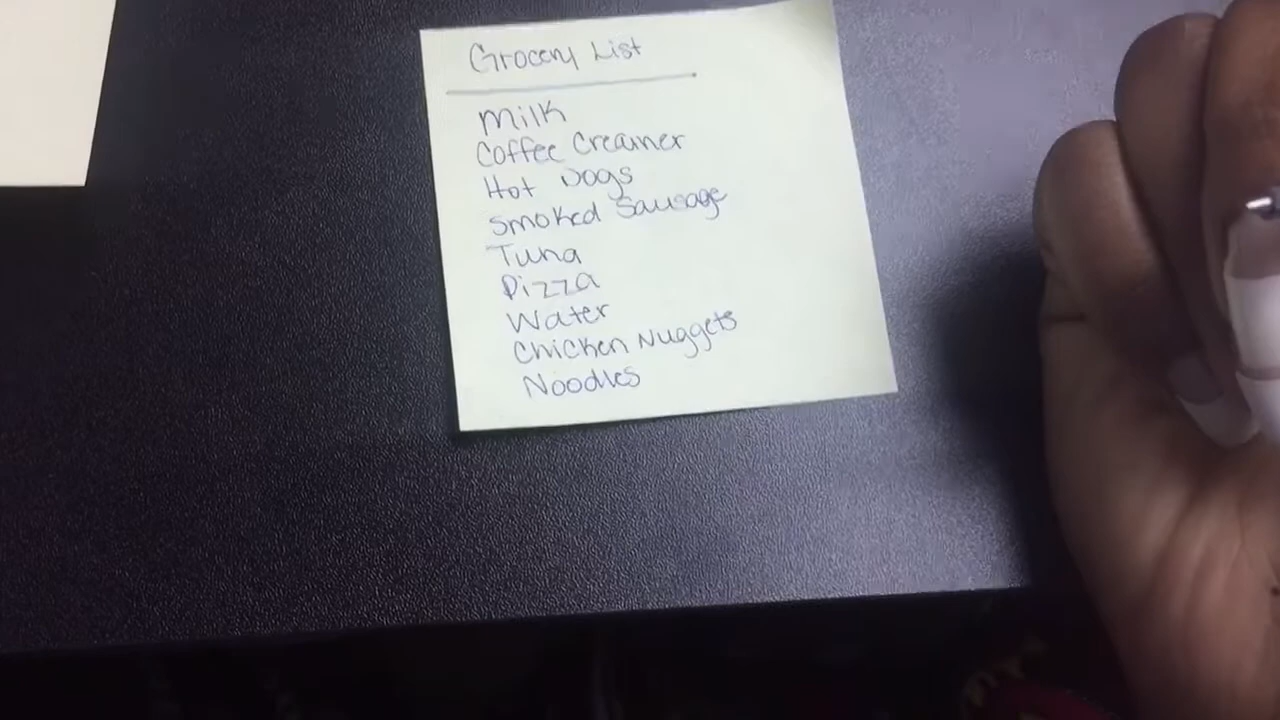 Grocery List
Milk
Coffee Creamer
Hot Dogs
Smoked Sausage
Tuna
Pizza
Water
Chicken Nuggets
Noodles